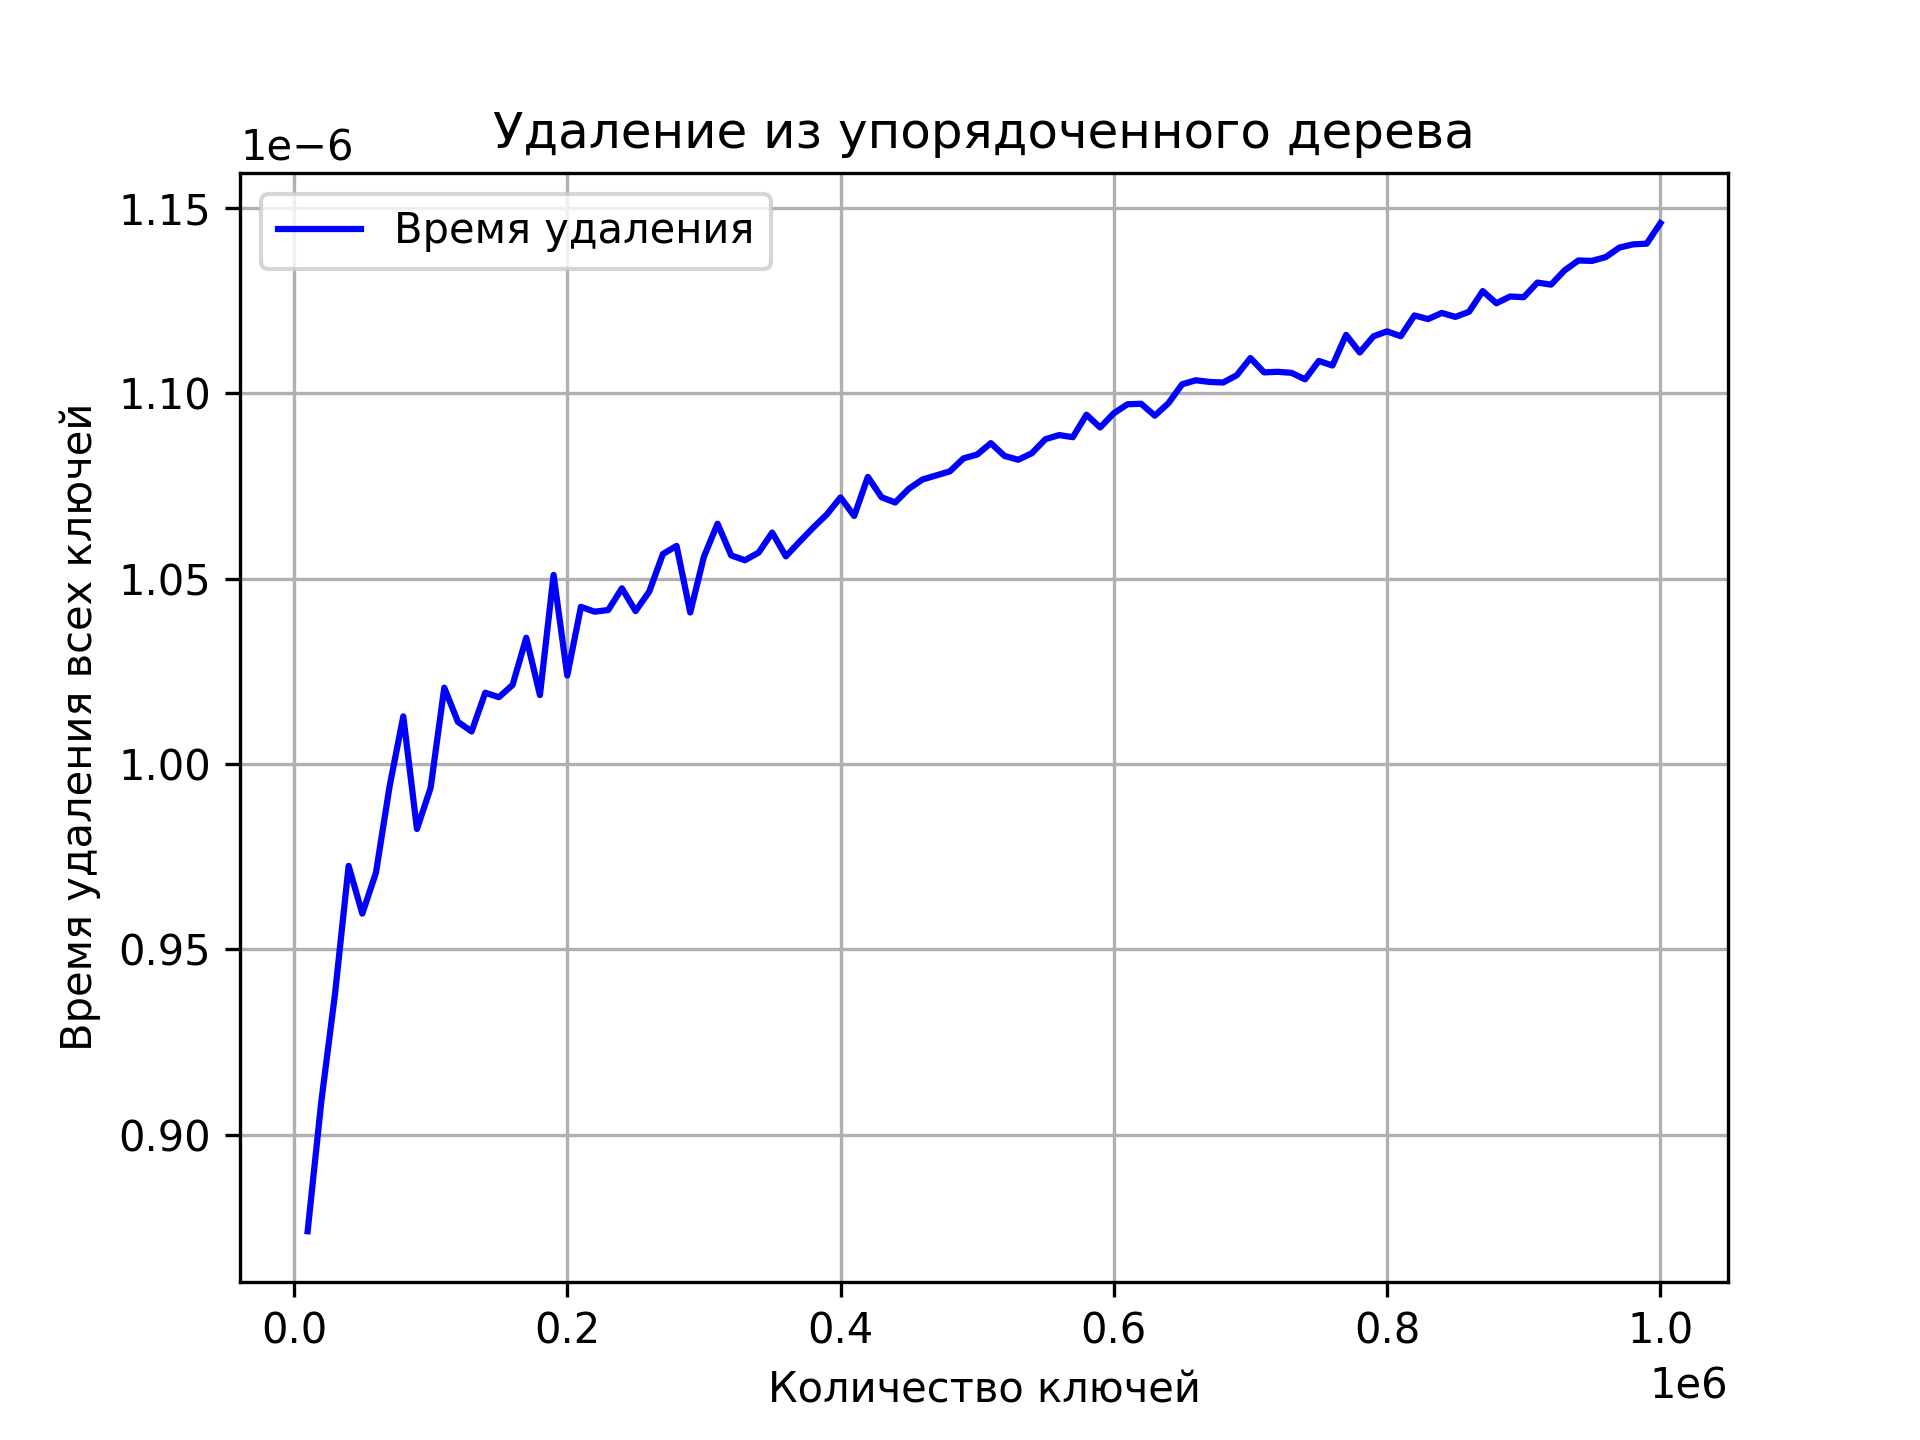 Удаление из упорядоченного дерева
1e−6
Время удаления
1.15
1.10
1.05
1.00
0.95
0.90
Время удаления всех ключей
0.0 0.2 0.4 0.6 0.8 1.0
1e6
Количество ключей